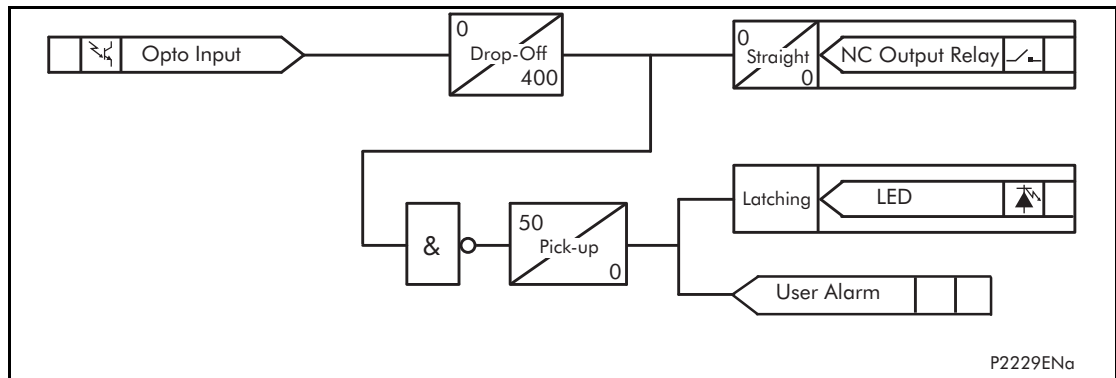 Opto Input
0
Drop-Off
400
0
Straight
0
NC Output Relay
&
50
Pick-up
0
Latching
LED
User Alarm
P2229ENa